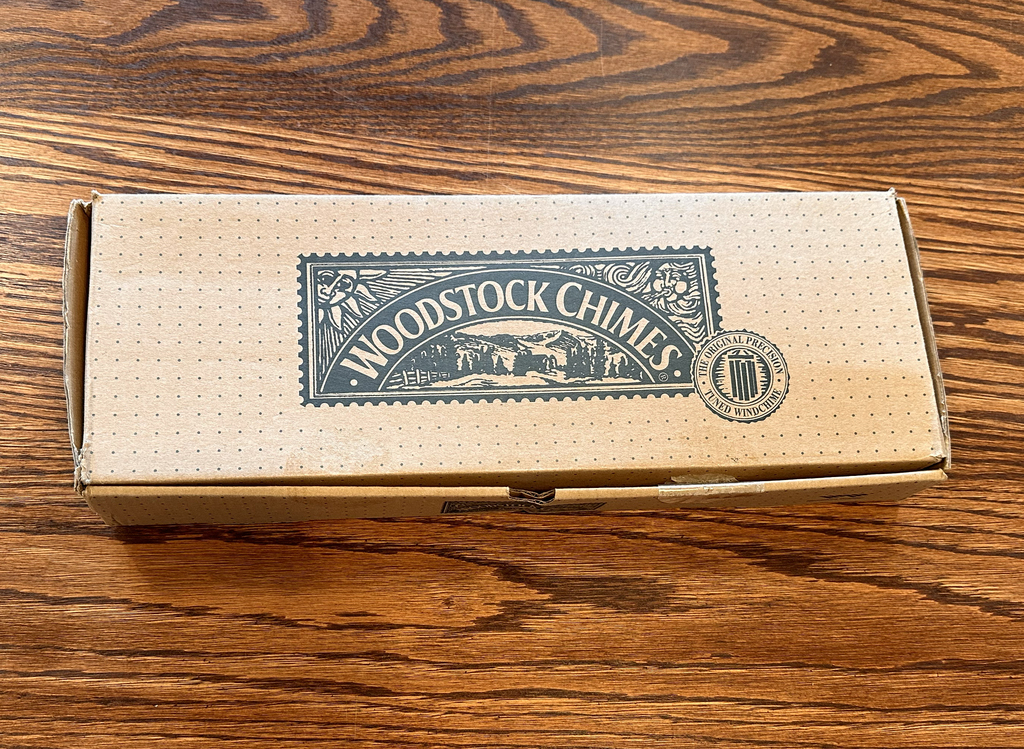 WOODSTOCK CHIMES
®
· THE ORIGINAL PRECISION ·
TUNED WINDCHIME